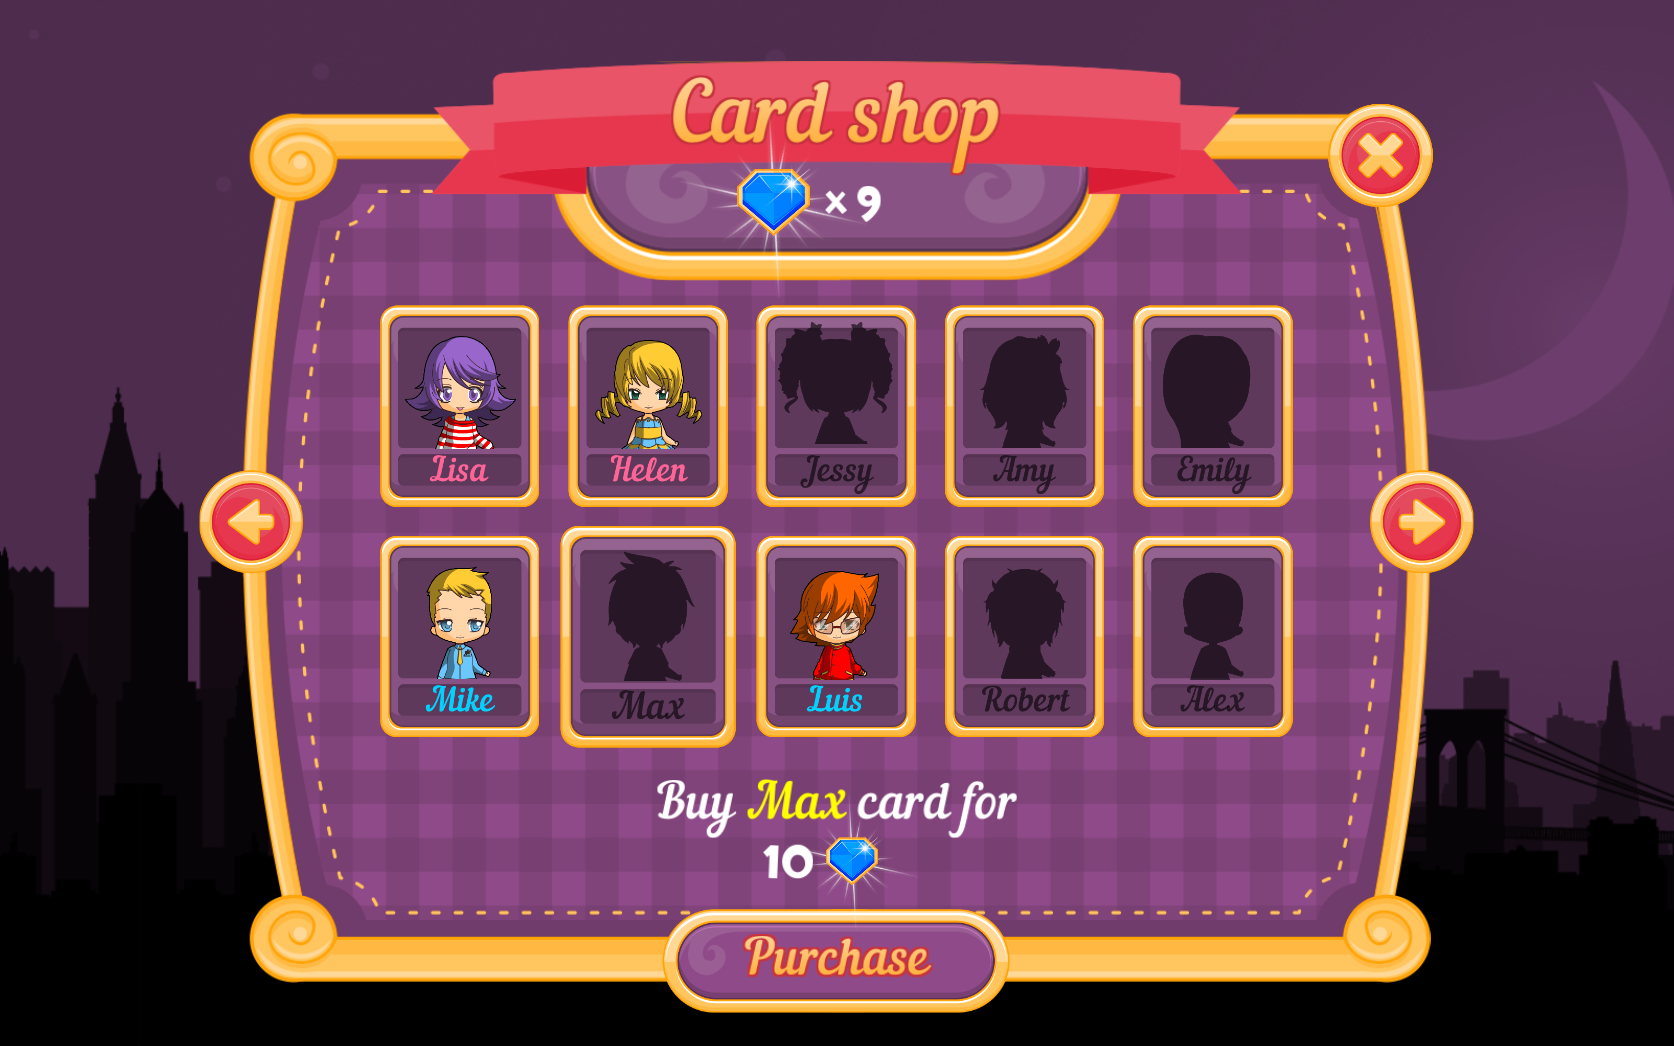 Card shop
× 9
Lisa
Helen
Jessy
Amy
Emily
Mike
Max
Luis
Robert
Alex
Buy Max card for
10
Purchase